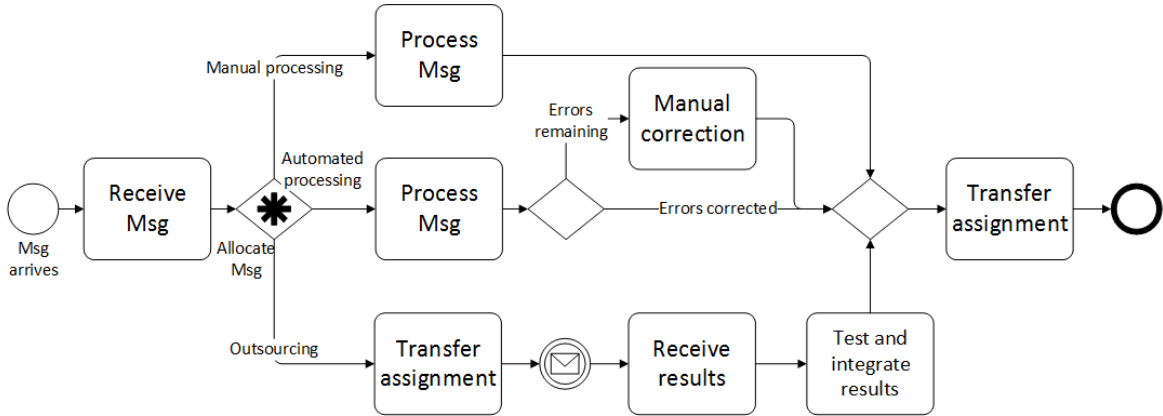 Process
Msg
Manual processing
Errors
remaining
Manual
correction
Automated
processing
Msg
arrives
Receive
Msg
Allocate
Msg
Process
Msg
Errors corrected
Transfer
assignment
Outsourcing
Transfer
assignment
Receive
results
Test and
integrate
results